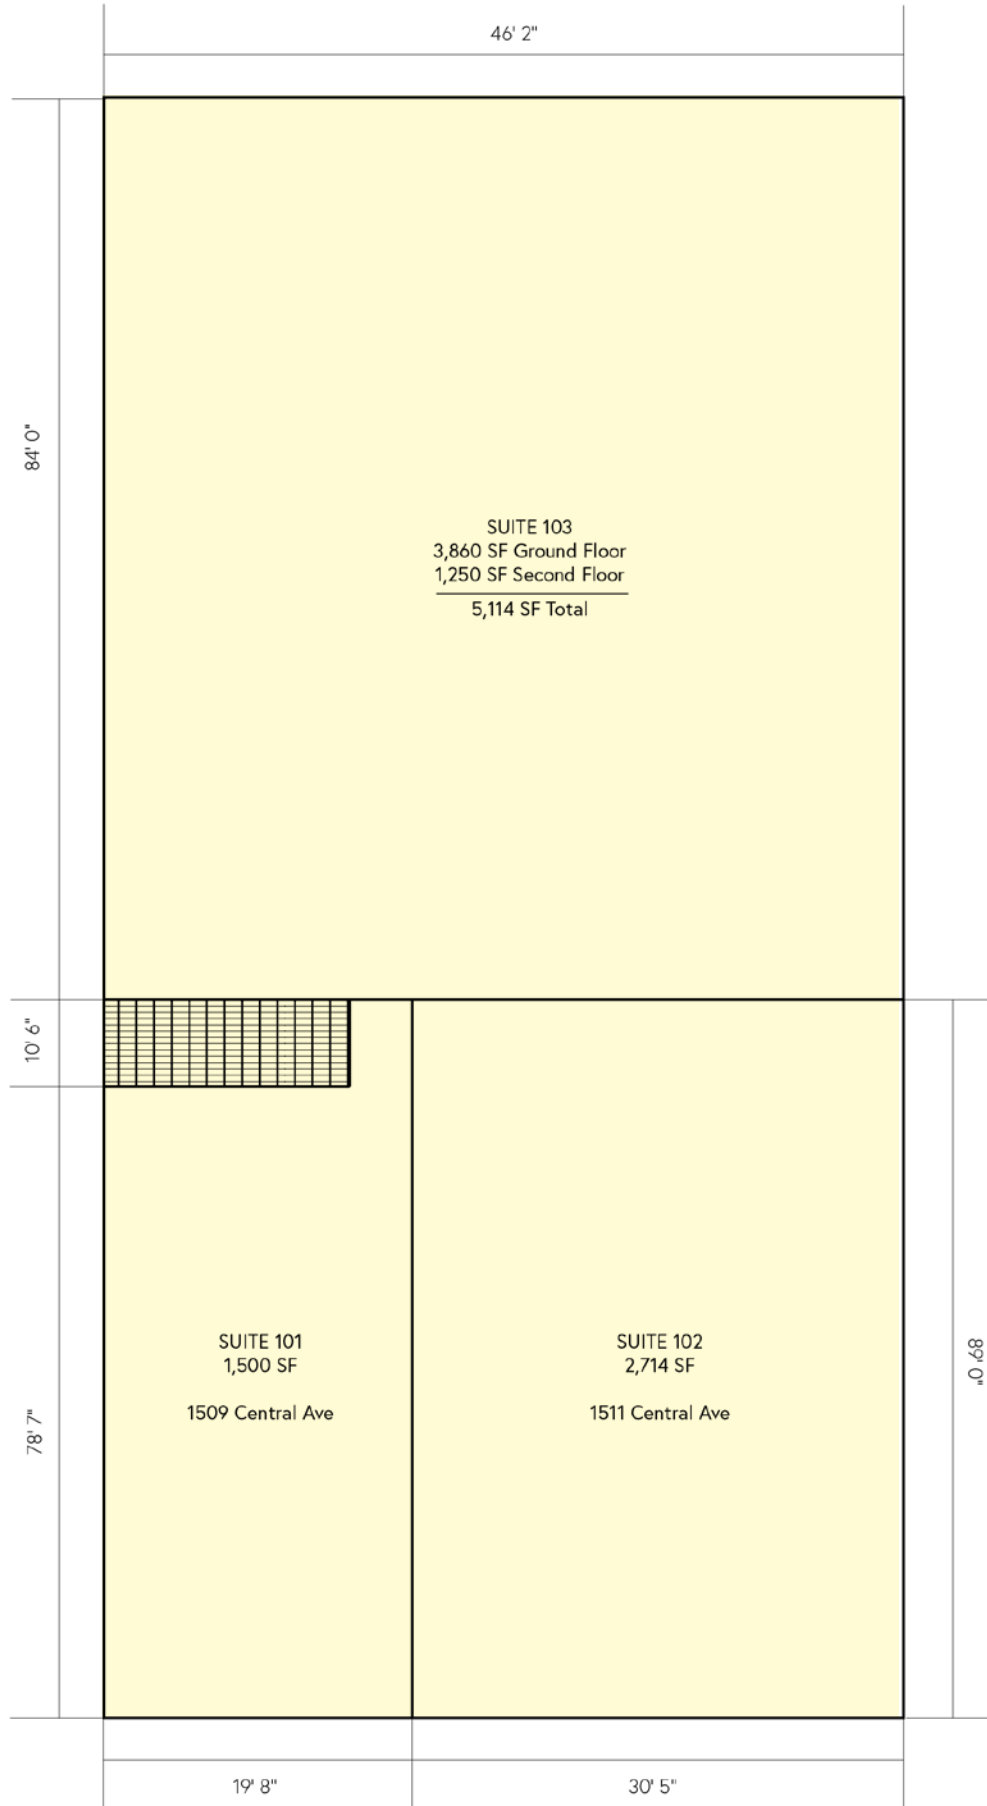 46' 2"
84' 0"
SUITE 103
3,860 SF Ground Floor
1,250 SF Second Floor
5,114 SF Total
10' 6"
SUITE 101
1,500 SF
1509 Central Ave
SUITE 102
2,714 SF
1511 Central Ave
89' 0"
78' 7"
19' 8"
30' 5"